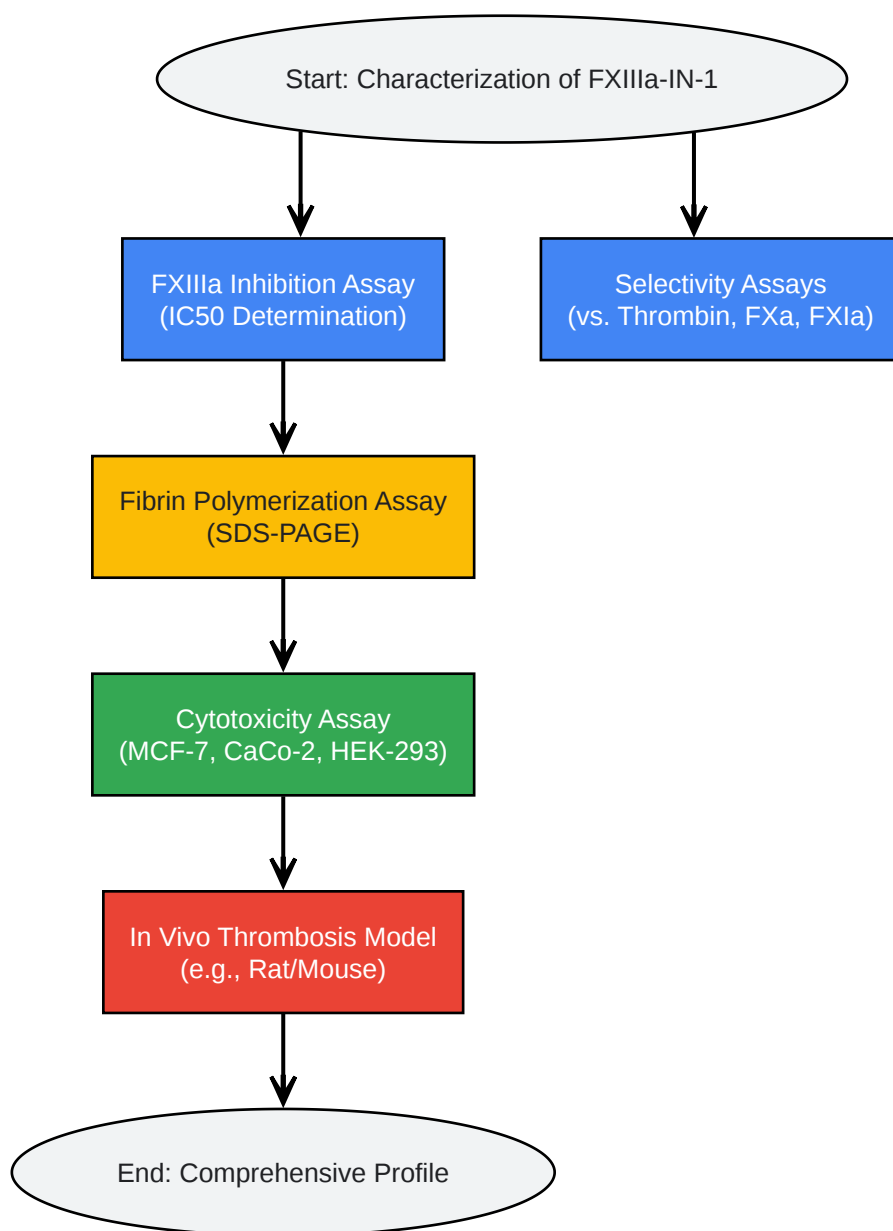 Start: Characterization of FXIIIa-IN-1
FXIIIa Inhibition Assay
(IC50 Determination)
Selectivity Assays
(vs. Thrombin, FXa, FXIa)
Fibrin Polymerization Assay
(SDS-PAGE)
Cytotoxicity Assay
(MCF-7, CaCo-2, HEK-293)
In Vivo Thrombosis Model
(e.g., Rat/Mouse)
End: Comprehensive Profile